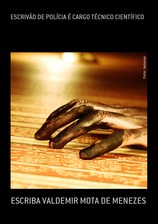 ESCRIVÃO DE POLÍCIA É CARGO TÉCNICO CIENTÍFICO
ESCRIBA VALDEMIR MOTA DE MENEZES